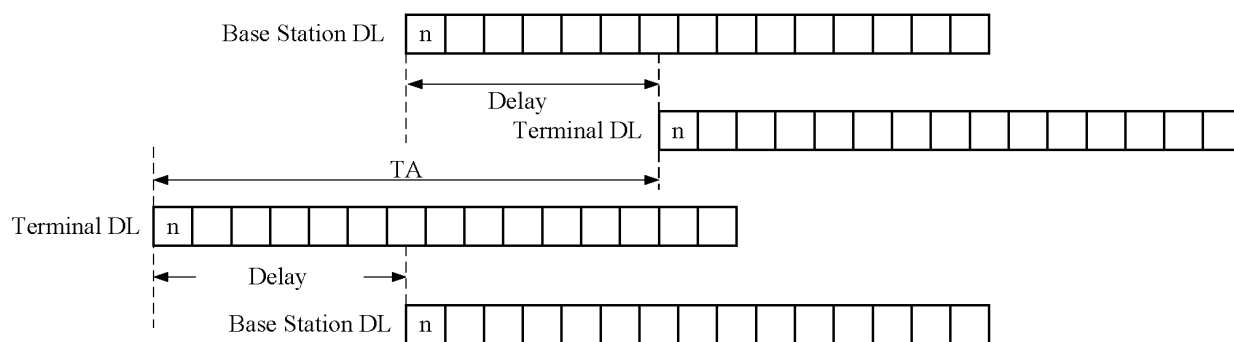 Base Station DL n
Delay
Terminal DL n
TA
Terminal DL n
Delay
Base Station DL n